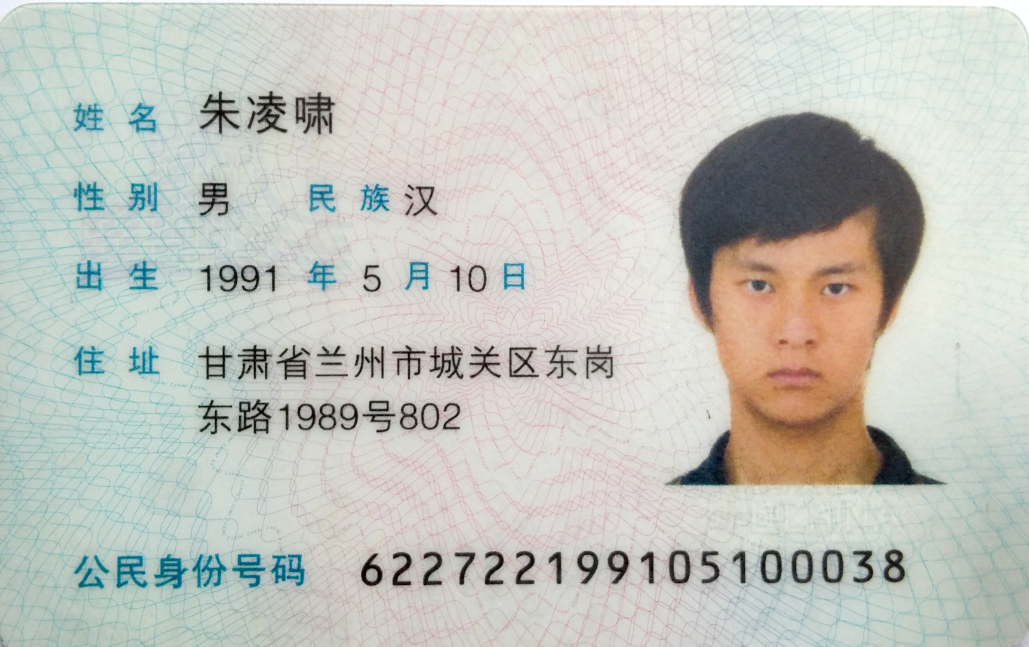 姓名 朱凌啸
性别 男 民族 汉
出生 1991 年 5 月 10 日
住址 甘肃省兰州市城关区东岗
东路1989号802
公民身份号码 622722199105100038